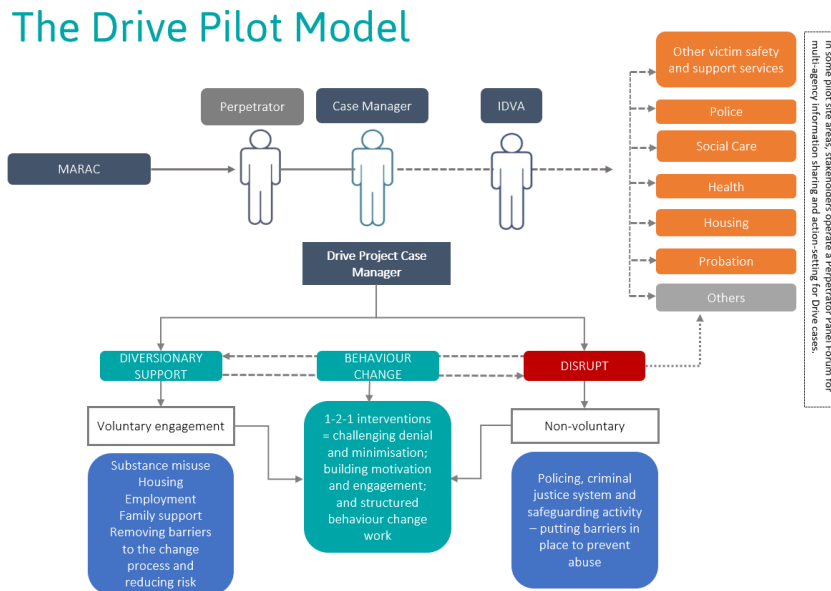 The Drive Pilot Model
Perpetrator
Case Manager
IDVA
MARAC
Other victim safety
and support services
Police
Social Care
Health
Housing
Probation
Others
In some pilot site areas, stakeholders operate a Perpetrator Panel Forum for
multi-agency information sharing and action-setting for Drive cases.
Drive Project Case
Manager
DIVERSIONARY
SUPPORT
BEHAVIOUR
CHANGE
DISRUPT
Voluntary engagement
1-2-1 interventions
= challenging denial
and minimisation;
building motivation
and engagement;
and structured
behaviour change
work
Non-voluntary
Substance misuse
Housing
Employment
Family support
Removing barriers
to the change
process and
reducing risk
Policing, criminal
justice system and
safeguarding activity
– putting barriers in
place to prevent
abuse